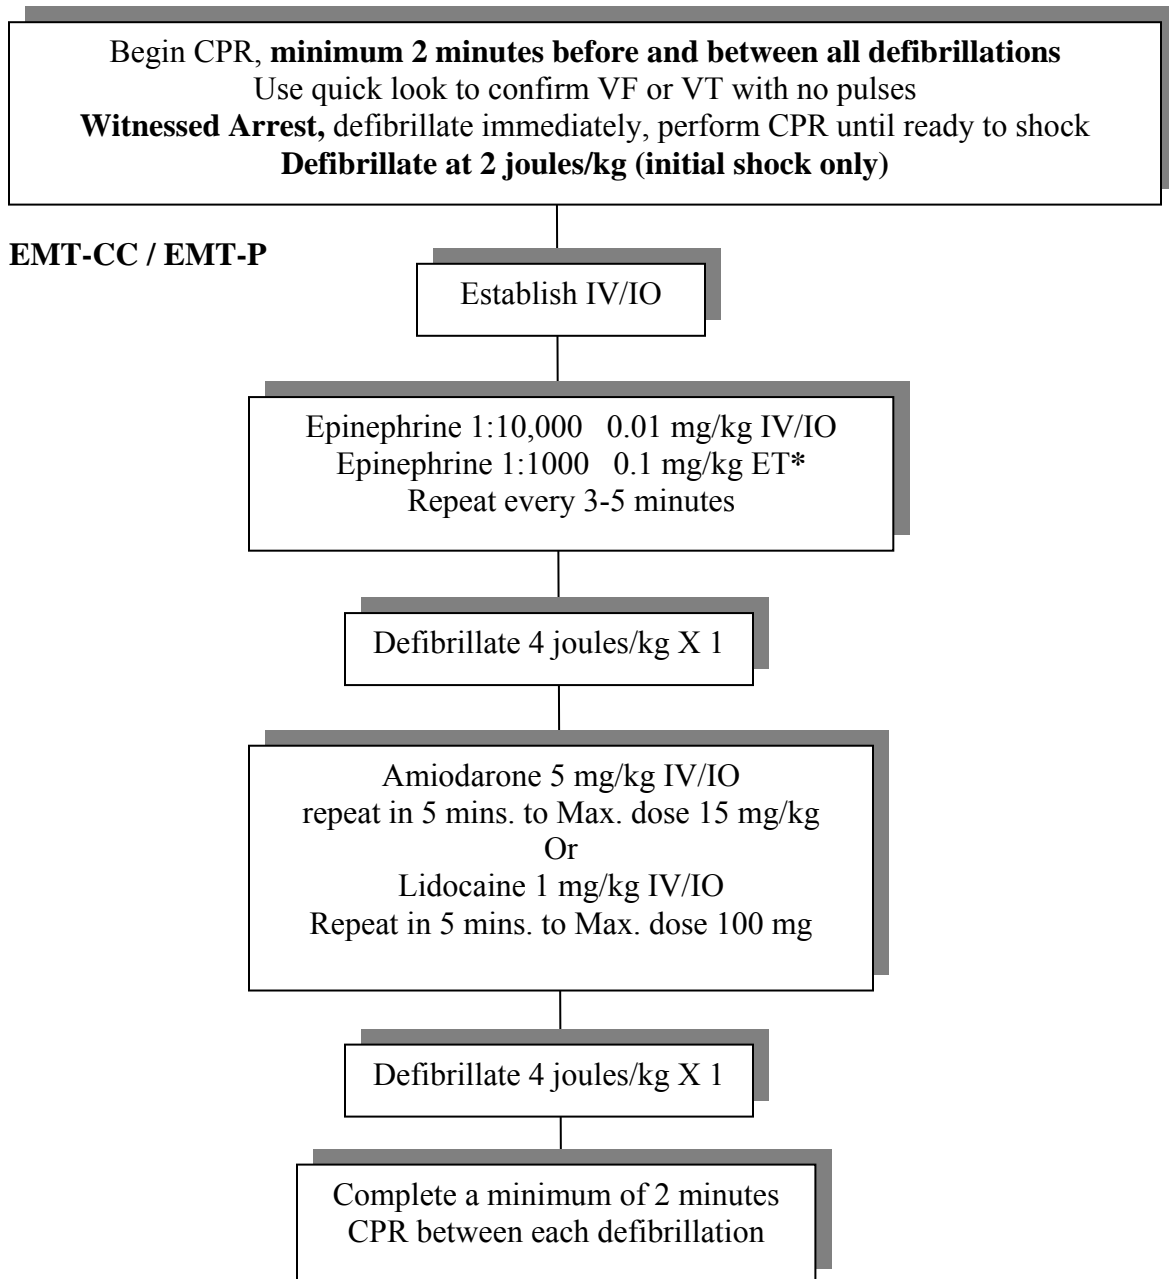 Begin CPR, minimum 2 minutes before and between all defibrillations
Use quick look to confirm VF or VT with no pulses
Witnessed Arrest, defibrillate immediately, perform CPR until ready to shock
Defibrillate at 2 joules/kg (initial shock only)
EMT-CC / EMT-P
Establish IV/IO
Epinephrine 1:10,000 0.01 mg/kg IV/IO
Epinephrine 1:1000 0.1 mg/kg ET*
Repeat every 3-5 minutes
Defibrillate 4 joules/kg X 1
Amiodarone 5 mg/kg IV/IO
repeat in 5 mins. to Max. dose 15 mg/kg
Or
Lidocaine 1 mg/kg IV/IO
Repeat in 5 mins. to Max. dose 100 mg
Defibrillate 4 joules/kg X 1
Complete a minimum of 2 minutes
CPR between each defibrillation